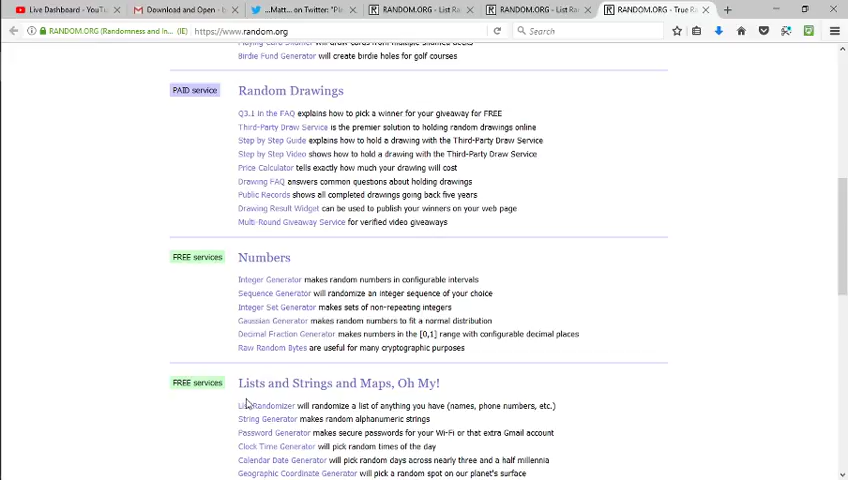 Live Dashboard - YouTu
Download and Open - b
...Matt... on Twitter: "Ple
RANDOM.ORG - List R
RANDOM.ORG - List Ra
RANDOM.ORG - True R
RANDOM.ORG (Randomness and In... (IE)
https://www.random.org
Search
Birdie Fund Generator will create birdie holes for golf courses
PAID service
Random Drawings
Q3.1 in the FAQ explains how to pick a winner for your giveaway for FREE
Third-Party Draw Service is the premier solution to holding random drawings online
Step by Step Guide explains how to hold a drawing with the Third-Party Draw Service
Step by Step Video shows how to hold a drawing with the Third-Party Draw Service
Price Calculator tells exactly how much your drawing will cost
Drawing FAQ answers common questions about holding drawings
Public Records shows all completed drawings going back five years
Drawing Result Widget can be used to publish your winners on your web page
Multi-Round Giveaway Service for verified video giveaways
FREE services
Numbers
Integer Generator makes random numbers in configurable intervals
Sequence Generator will randomize an integer sequence of your choice
Integer Set Generator makes sets of non-repeating integers
Gaussian Generator makes random numbers to fit a normal distribution
Decimal Fraction Generator makes numbers in the [0,1] range with configurable decimal places
Raw Random Bytes are useful for many cryptographic purposes
FREE services
Lists and Strings and Maps, Oh My!
List Randomizer will randomize a list of anything you have (names, phone numbers, etc.)
String Generator makes random alphanumeric strings
Password Generator makes secure passwords for your Wi-Fi or that extra Gmail account
Clock Time Generator will pick random times of the day
Calendar Date Generator will pick random days across nearly three and a half millennia
Geographic Coordinate Generator will pick a random spot on our planet's surface